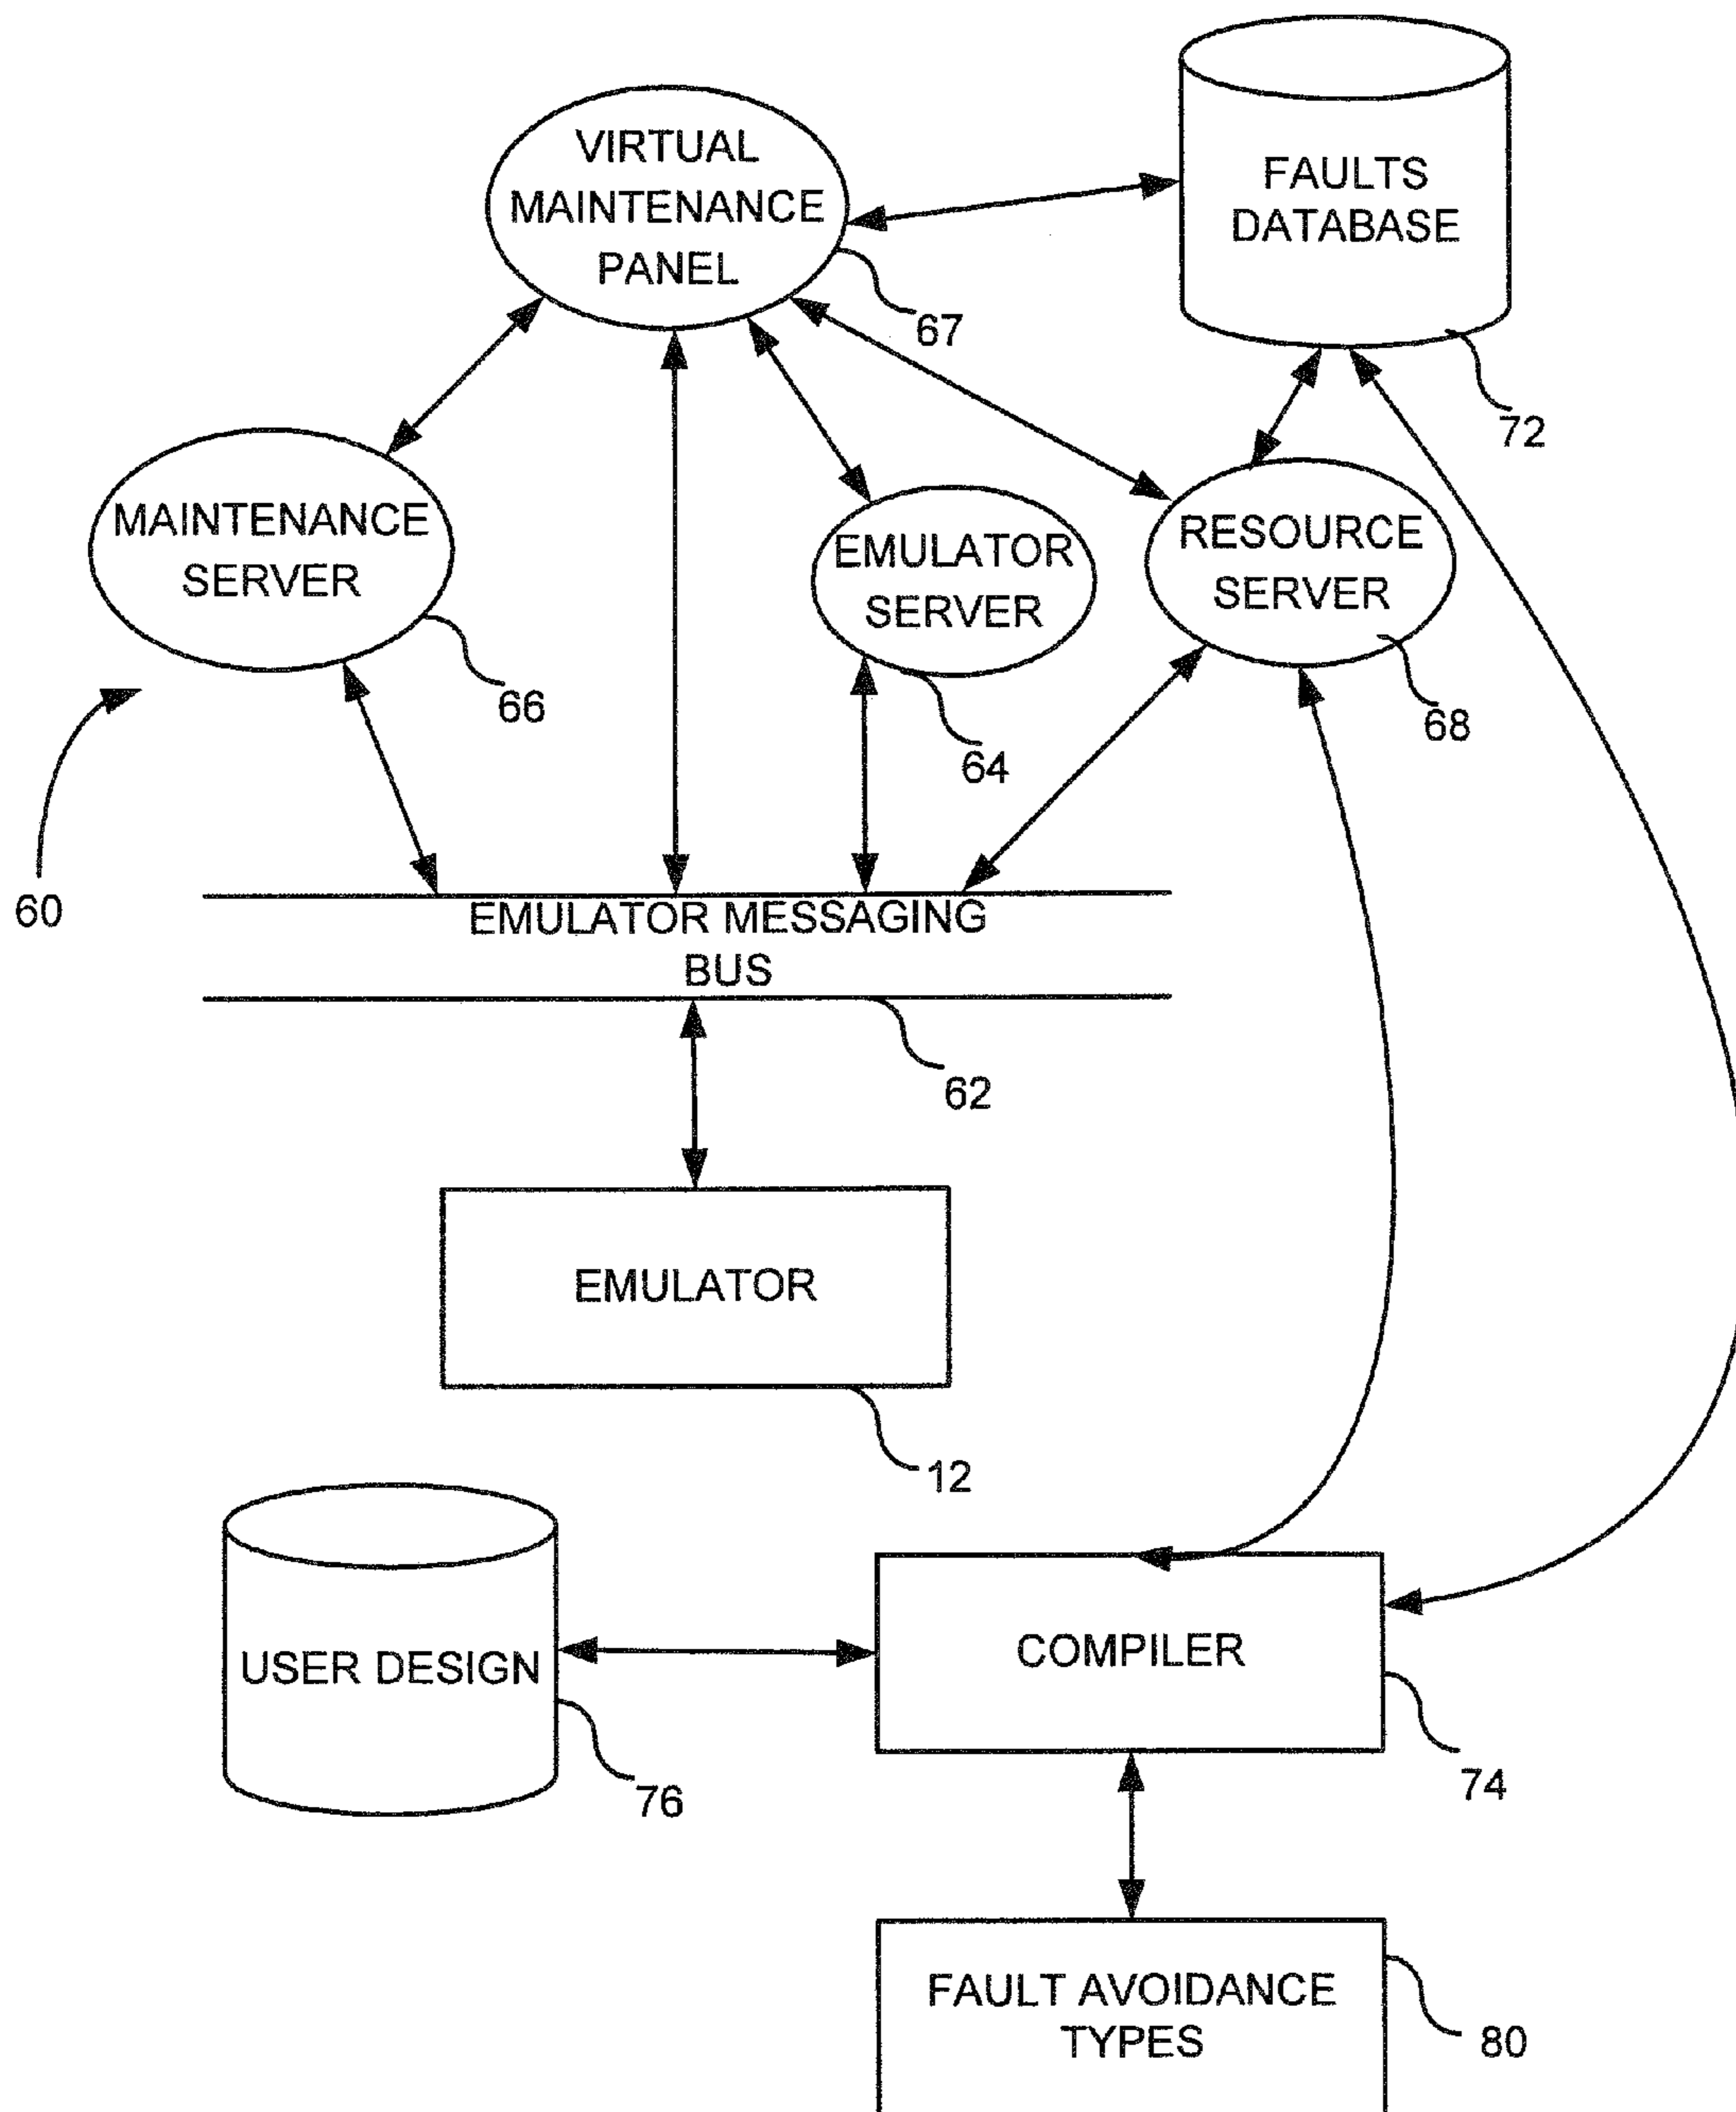 VIRTUAL
MAINTENANCE
PANEL
67
FAULTS
DATABASE
72
MAINTENANCE
SERVER
66
EMULATOR
SERVER
64
RESOURCE
SERVER
68
60
EMULATOR MESSAGING
BUS
62
EMULATOR
12
USER DESIGN
76
COMPILER
74
FAULT AVOIDANCE
TYPES
80